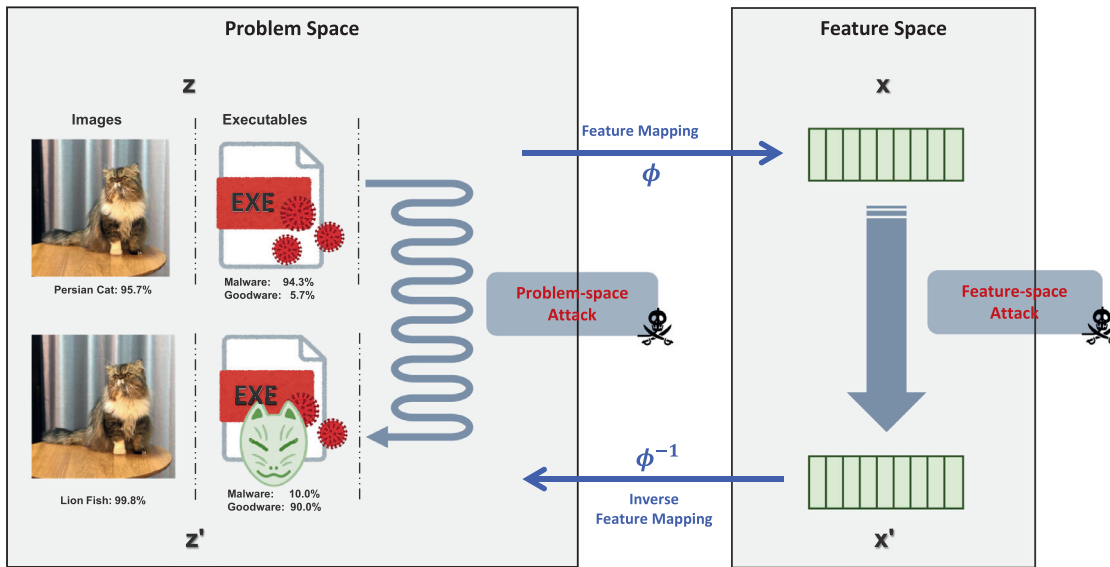 Problem Space
Feature Space
z
x
Images
Executables
EXE
Feature Mapping
ϕ
Persian Cat: 95.7%
Malware: 94.3%
Goodware: 5.7%
Problem-space
Attack
Feature-space
Attack
EXE
ϕ⁻¹
Lion Fish: 99.8%
Malware: 10.0%
Goodware: 90.0%
Inverse
Feature Mapping
z'
x'